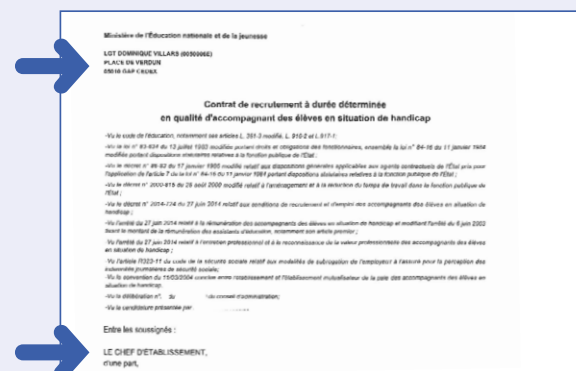 Ministère de l'Éducation nationale et de la jeunesse
LGT DOMINIQUE VILLARS (0050006E)
PLACE DE VERDUN
05010 GAP CEDEX
Contrat de recrutement à durée déterminée
en qualité d'accompagnant des élèves en situation de handicap
-Vu le code de l'éducation, notamment ses articles L. 351-3 modifié, L. 916-2 et L.917-1;
-Vu la loi n° 83-634 du 13 juillet 1983 modifiée portant droits et obligations des fonctionnaires, ensemble la loi n° 84-16 du 11 janvier 1984
modifiée portant dispositions statutaires relatives à la fonction publique de l'État ;
-Vu le décret n° 86-83 du 17 janvier 1986 modifié relatif aux dispositions générales applicables aux agents contractuels de l'État pris pour
l'application de l'article 7 de la loi n° 84-16 du 11 janvier 1984 portant dispositions statutaires relatives à la fonction publique de l'État ;
-Vu le décret n° 2000-815 du 25 août 2000 modifié relatif à l'aménagement et à la réduction du temps de travail dans la fonction publique de
l'État ;
-Vu le décret n° 2014-724 du 27 juin 2014 relatif aux conditions de recrutement et d'emploi des accompagnants des élèves en situation de
handicap ;
-Vu l'arrêté du 27 juin 2014 relatif à la rémunération des accompagnants des élèves en situation de handicap et modifiant l'arrêté du 6 juin 2003
fixant le montant de la rémunération des assistants d'éducation, notamment son article premier ;
-Vu l'arrêté du 27 juin 2014 relatif à l'entretien professionnel et à la reconnaissance de la valeur professionnelle des accompagnants des élèves
en situation de handicap ;
-Vu l'article R323-11 du code de la sécurité sociale relatif aux modalités de subrogation de l'employeur à l'assuré pour la perception des
indemnités journalières de sécurité sociale;
-Vu la convention du 11/03/2004 conclue entre l'établissement et l'établissement mutualisateur de la paie des accompagnants des élèves en
situation de handicap.
-Vu la délibération n°. du du conseil d'administration;
-Vu la candidature présentée par
Entre les soussignés :
LE CHEF D'ÉTABLISSEMENT,
d'une part,